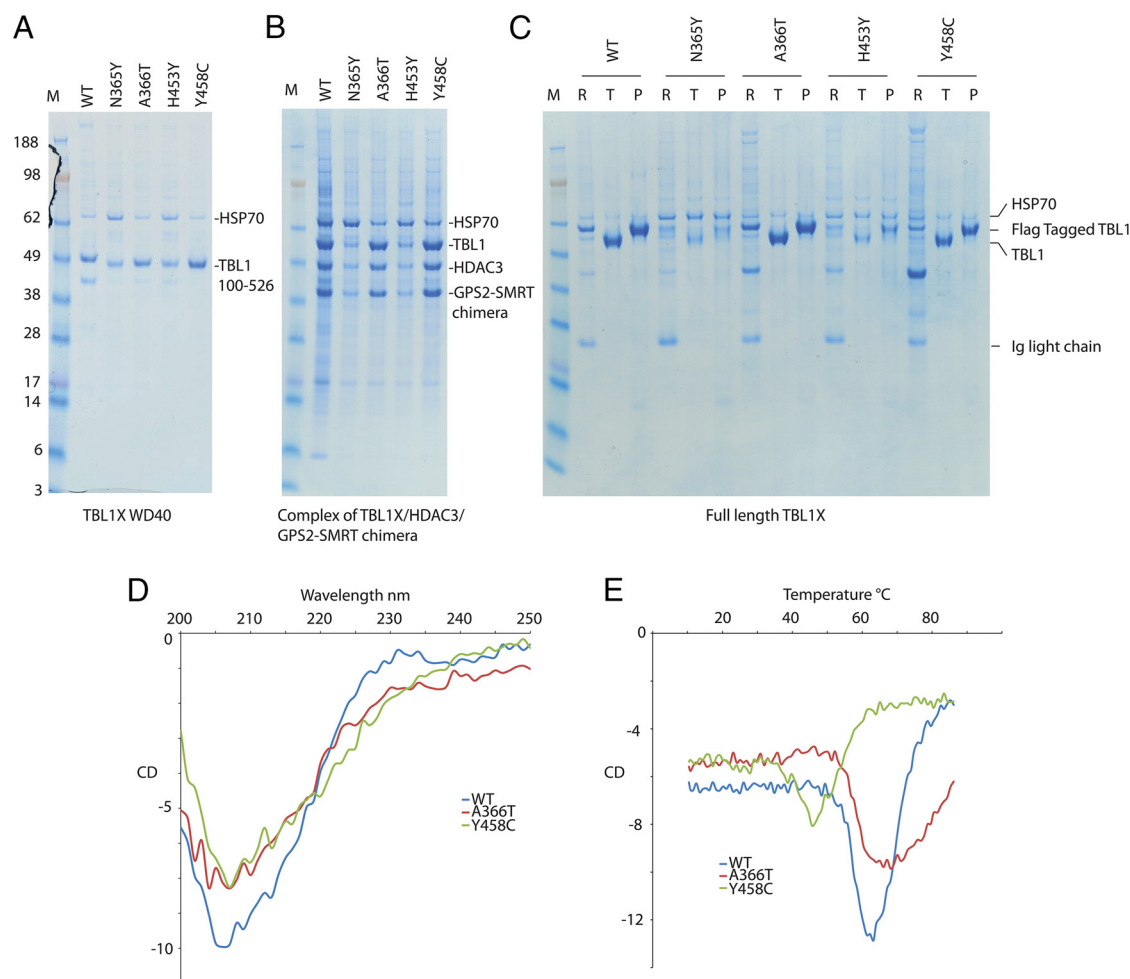 A
M
WT
N365Y
A366T
H453Y
Y458C
188
98
62
49
38
28
17
14
6
3
-HSP70
-TBL1
100-526
TBL1X WD40
B
M
WT
N365Y
A366T
H453Y
Y458C
-HSP70
-TBL1
-HDAC3
-GPS2-SMRT
chimera
Complex of TBL1X/HDAC3/
GPS2-SMRT chimera
C
WT
N365Y
A366T
H453Y
Y458C
M R T P R T P R T P R T P R T P
HSP70
Flag Tagged TBL1
TBL1
Ig light chain
Full length TBL1X
D
Wavelength nm
200 210 220 230 240 250
0
-5
-10
CD
WT
A366T
Y458C
E
Temperature °C
20 40 60 80
0
-4
-8
-12
CD
WT
A366T
Y458C